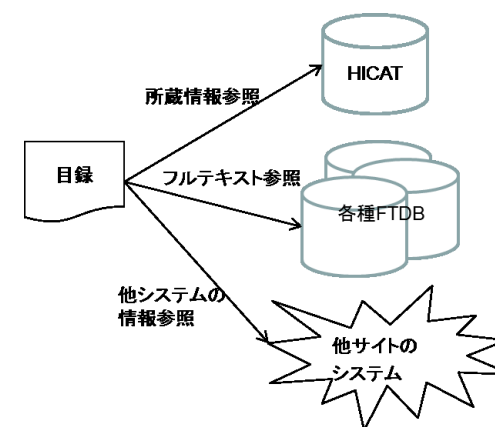 HICAT
所蔵情報参照
目録
フルテキスト参照
各種FTDB
他システムの
情報参照
他サイトの
システム